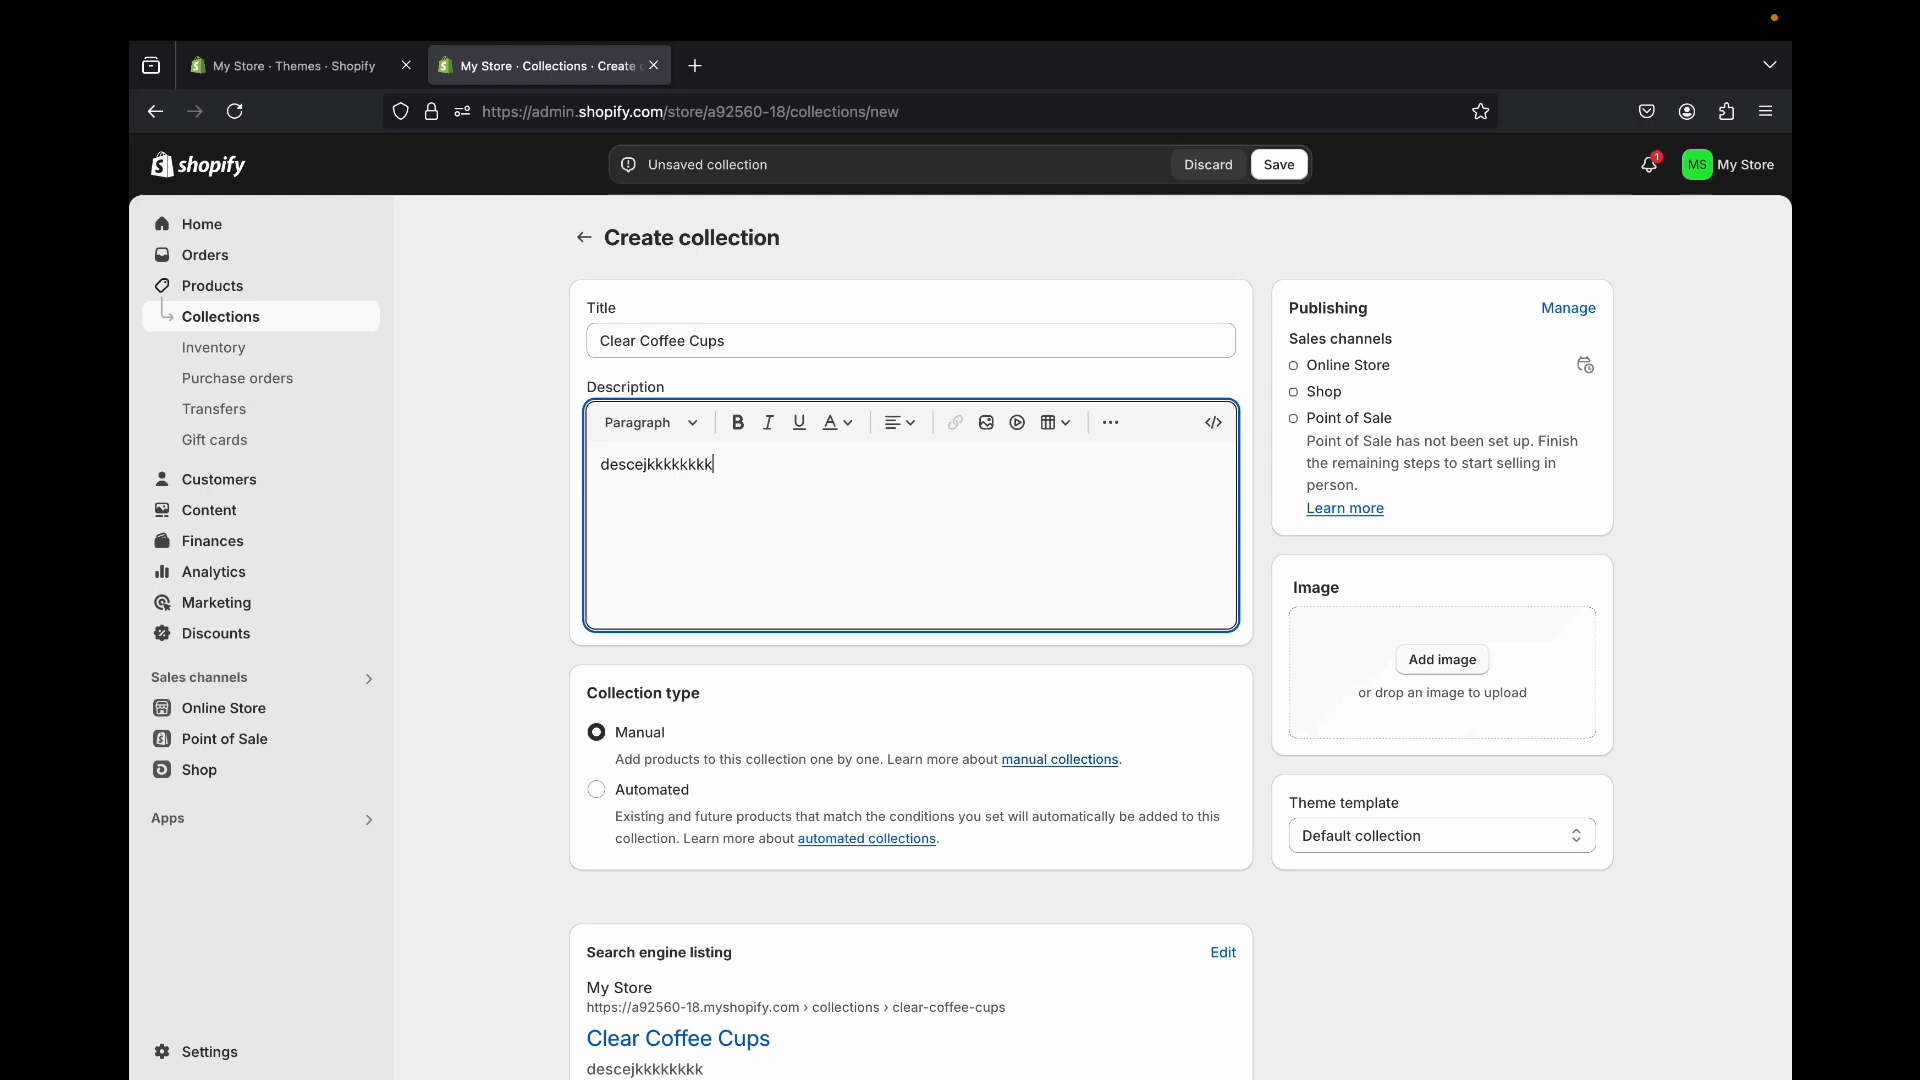 My Store · Themes · Shopify
My Store · Collections · Create
https://admin.shopify.com/store/a92560-18/collections/new
shopify
Unsaved collection
Discard
Save
1
MS
My Store
Home
Orders
Products
Collections
Inventory
Purchase orders
Transfers
Gift cards
Customers
Content
Finances
Analytics
Marketing
Discounts
Sales channels
Online Store
Point of Sale
Shop
Apps
Settings
Create collection
Title
Clear Coffee Cups
Description
Paragraph
B I U A
descejkkkkkkkk
Collection type
Manual
Add products to this collection one by one. Learn more about manual collections.
Automated
Existing and future products that match the conditions you set will automatically be added to this
collection. Learn more about automated collections.
Search engine listing
Edit
My Store
https://a92560-18.myshopify.com › collections › clear-coffee-cups
Clear Coffee Cups
descejkkkkkkkk
Publishing
Manage
Sales channels
Online Store
Shop
Point of Sale
Point of Sale has not been set up. Finish
the remaining steps to start selling in
person.
Learn more
Image
Add image
or drop an image to upload
Theme template
Default collection